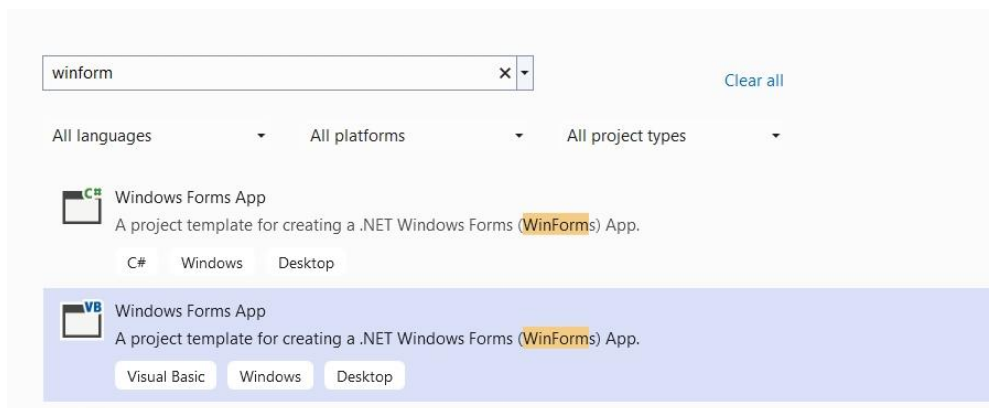 winform
Clear all
All languages All platforms All project types
C#
Windows Forms App
A project template for creating a .NET Windows Forms (WinForms) App.
C# Windows Desktop
VB
Windows Forms App
A project template for creating a .NET Windows Forms (WinForms) App.
Visual Basic Windows Desktop